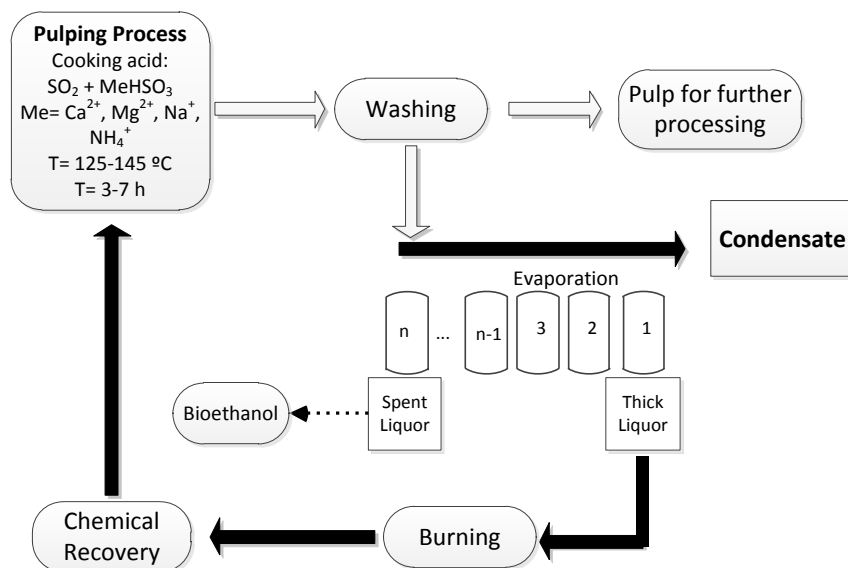 Pulping Process
Cooking acid:
SO₂ + MeHSO₃
Me= Ca²⁺, Mg²⁺, Na⁺,
NH₄⁺
T= 125-145 ºC
T= 3-7 h
Washing
Pulp for further
processing
Condensate
Evaporation
n
...
n-1
3
2
1
Spent
Liquor
Thick
Liquor
Bioethanol
Chemical
Recovery
Burning